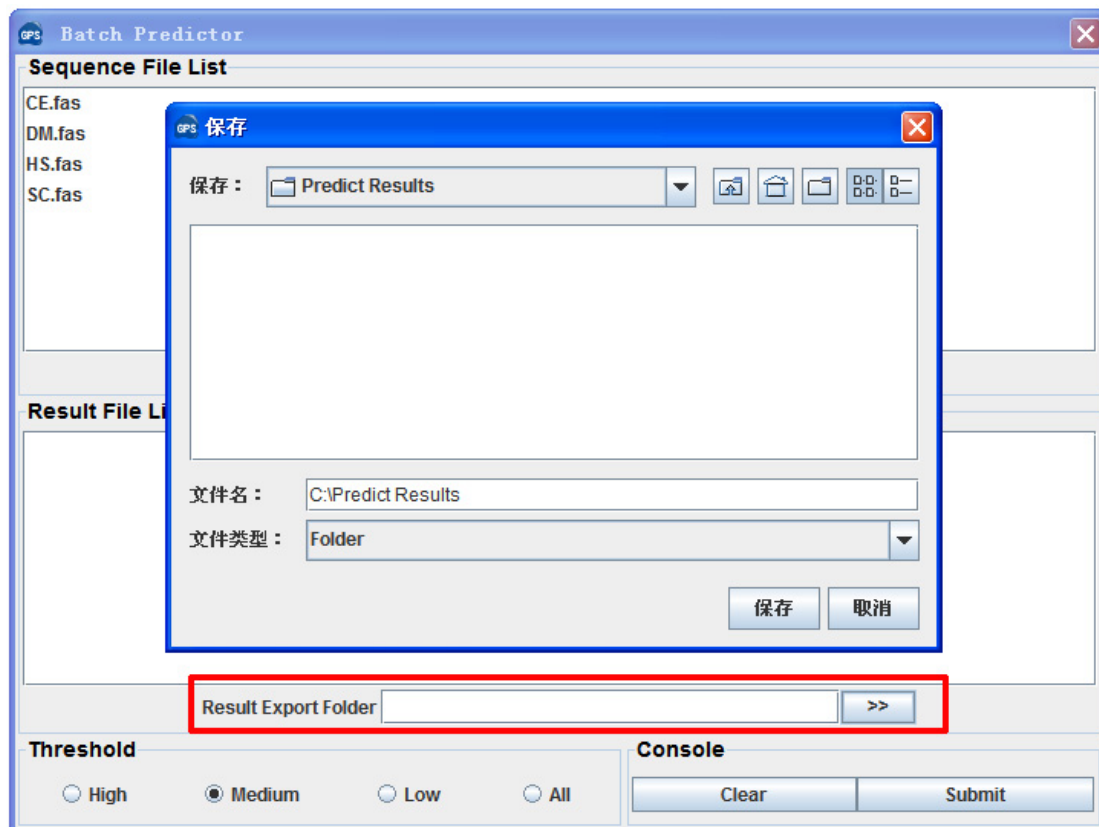 GPS Batch Predictor
Sequence File List
CE.fas
DM.fas
HS.fas
SC.fas
GPS 保存
保存： Predict Results
文件名： C:\Predict Results
文件类型： Folder
保存 取消
Result File Li
Result Export Folder >>
Threshold
High Medium Low All
Console
Clear Submit